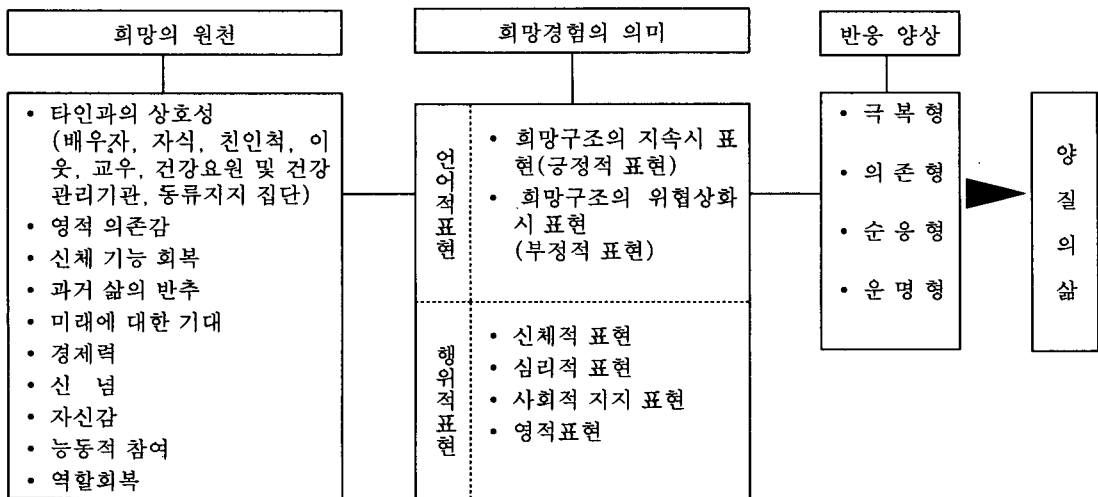 희망의 원천
희망경험의 의미
반응 양상
• 타인과의 상호성
(배우자, 자식, 친인척, 이
웃, 교우, 건강요원 및 건강
관리기관, 동류지지 집단)
• 영적 의존감
• 신체 기능 회복
• 과거 삶의 반추
• 미래에 대한 기대
• 경제력
• 신 념
• 자신감
• 능동적 참여
• 역할회복
언어적표현
• 희망구조의 지속시 표
현(긍정적 표현)
• 희망구조의 위협상화
시 표현
(부정적 표현)
행위적표현
• 신체적 표현
• 심리적 표현
• 사회적 지지 표현
• 영적표현
• 극 복 형
• 의 존 형
• 순 응 형
• 운 명 형
양질의삶